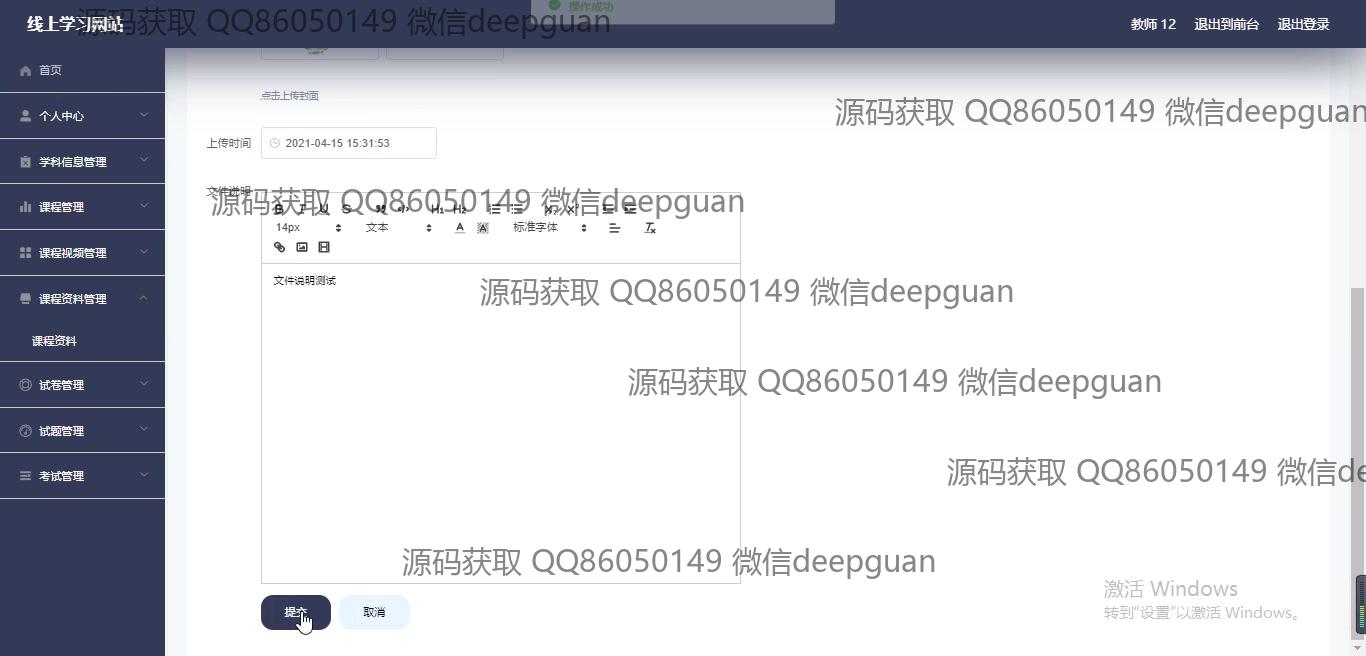 线上学习网站
源码获取 QQ86050149 微信deepguan
操作成功
教师 12
退出到前台
退出登录
首页
个人中心
学科信息管理
课程管理
课程视频管理
课程资料管理
课程资料
试卷管理
试题管理
考试管理
点击上传封面
源码获取 QQ86050149 微信deepguan
上传时间
2021-04-15 15:31:53
文件说明
源码获取 QQ86050149 微信deepguan
B I U S H1 H2
14px 文本 A A 标准字体
文件说明测试
源码获取 QQ86050149 微信deepguan
源码获取 QQ86050149 微信deepguan
源码获取 QQ86050149 微信de
源码获取 QQ86050149 微信deepguan
提交
取消
激活 Windows
转到“设置”以激活 Windows。